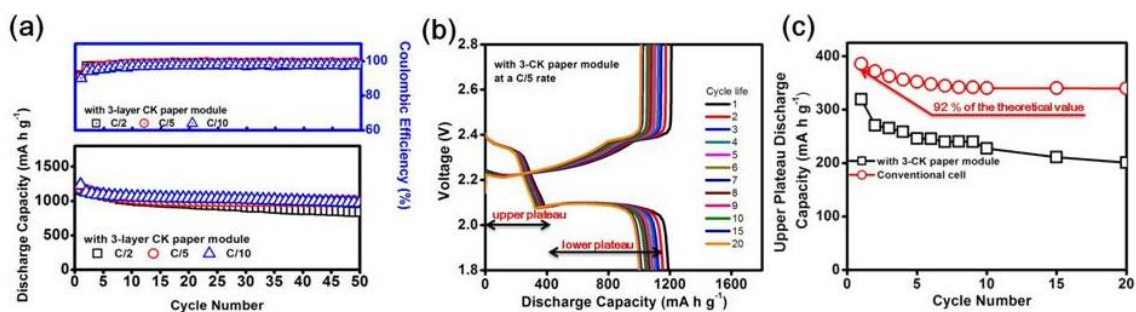 (a)
100
80
60
Coulombic Efficiency (%)
with 3-layer CK paper module
C/2 C/5 C/10
Discharge Capacity (mA h g⁻¹)
1500
1000
500
0
with 3-layer CK paper module
C/2 C/5 C/10
0 5 10 15 20 25 30 35 40 45 50
Cycle Number
(b)
Voltage (V)
2.8
2.6
2.4
2.2
2.0
1.8
with 3-CK paper module
at a C/5 rate
Cycle life
1
2
3
4
5
6
7
8
9
10
15
20
upper plateau
lower plateau
0 400 800 1200 1600
Discharge Capacity (mA h g⁻¹)
(c)
Upper Plateau Discharge
Capacity (mA h g⁻¹)
400
300
200
100
0
92 % of the theoretical value
with 3-CK paper module
Conventional cell
0 5 10 15 20
Cycle Number